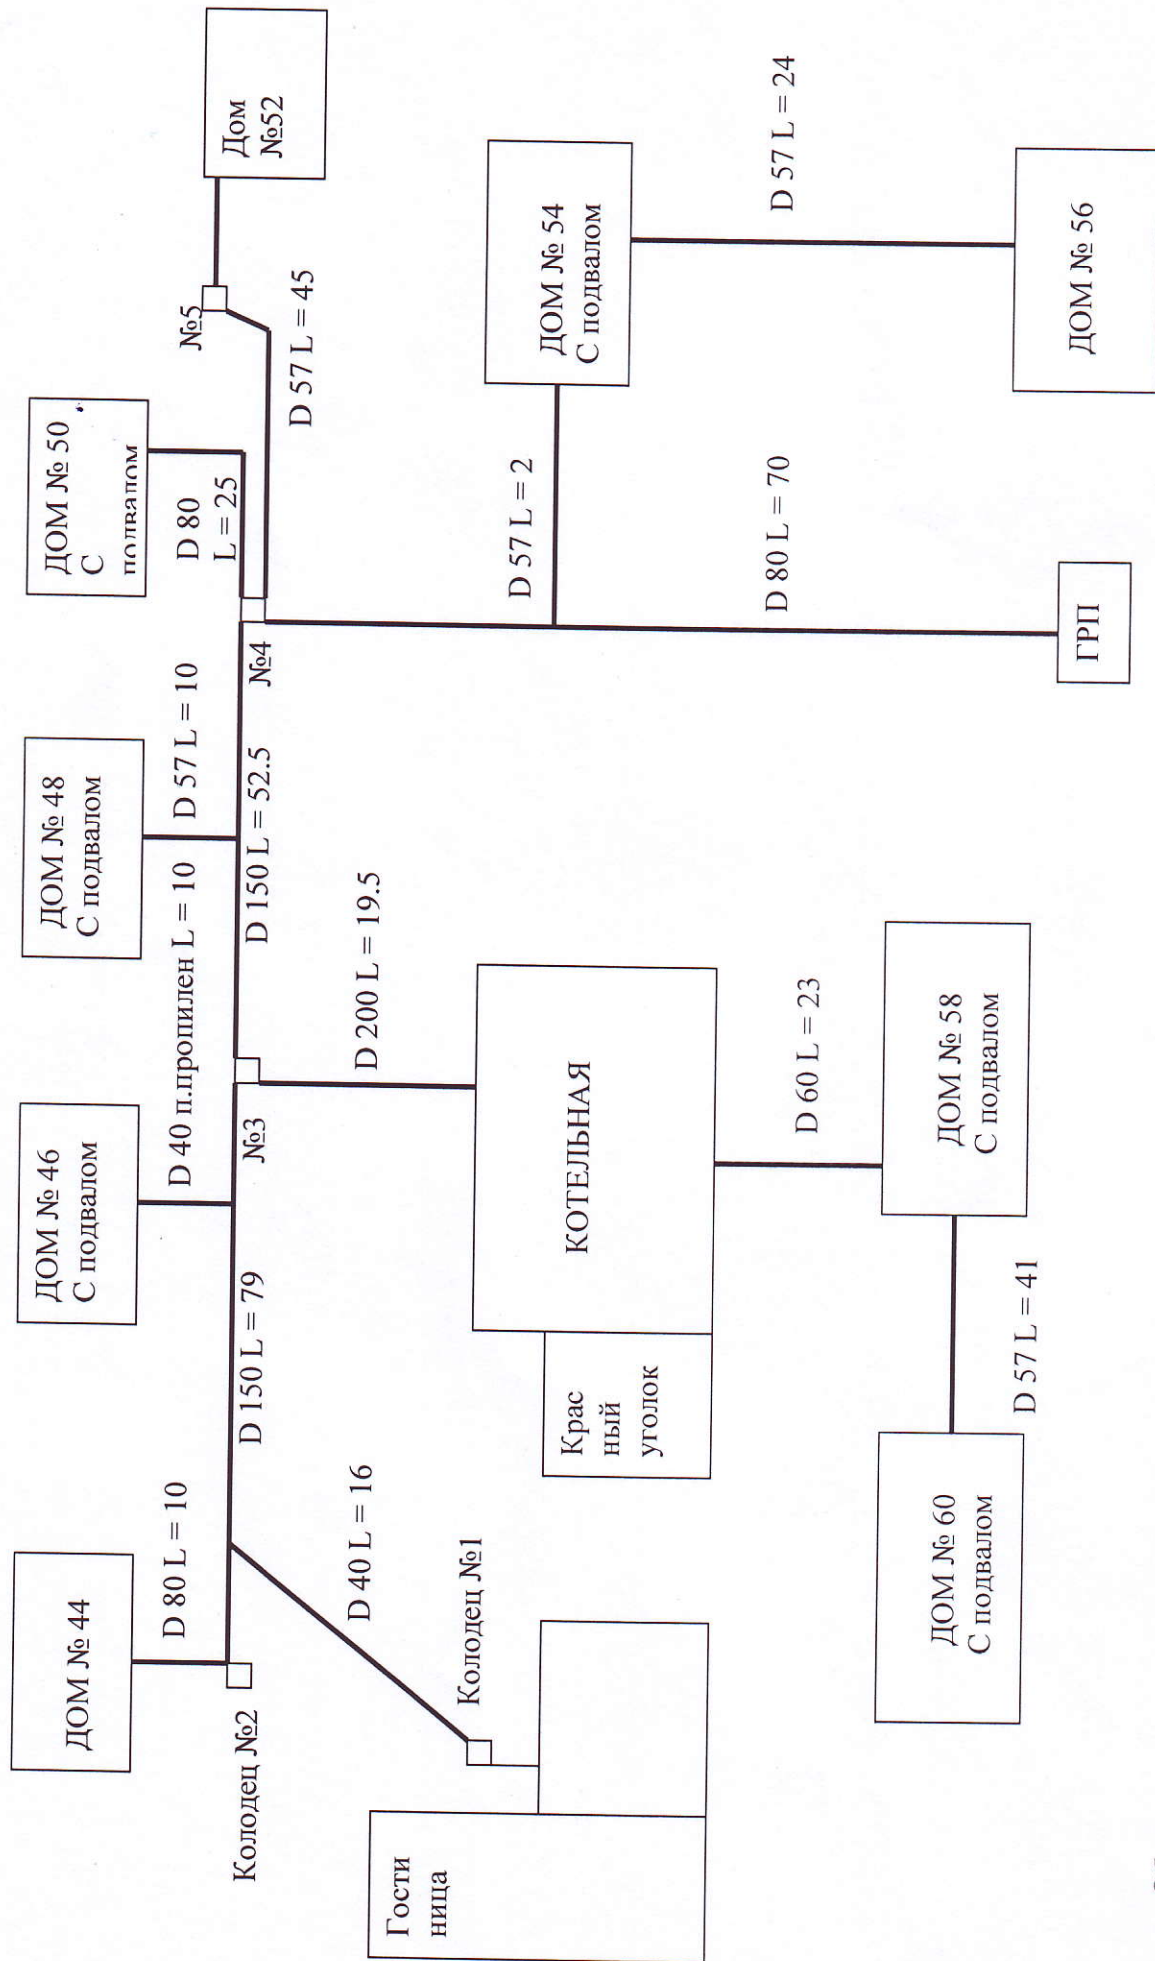 ДОМ № 44
D 80 L = 10
Колодец №2
ДОМ № 46
С подвалом
D 40 п.пропилен L = 10
ДОМ № 48
С подвалом
D 57 L = 10
ДОМ № 50
С
подвалом
D 80
L = 25
№5
Дом
№52
D 150 L = 79
№3
D 150 L = 52.5
№4
D 57 L = 45
D 40 L = 16
D 200 L = 19.5
Гости
ница
Колодец №1
Крас
ный
уголок
КОТЕЛЬНАЯ
D 57 L = 2
ДОМ № 54
С подвалом
D 60 L = 23
D 80 L = 70
D 57 L = 24
ДОМ № 60
С подвалом
D 57 L = 41
ДОМ № 58
С подвалом
ГРП
ДОМ № 56